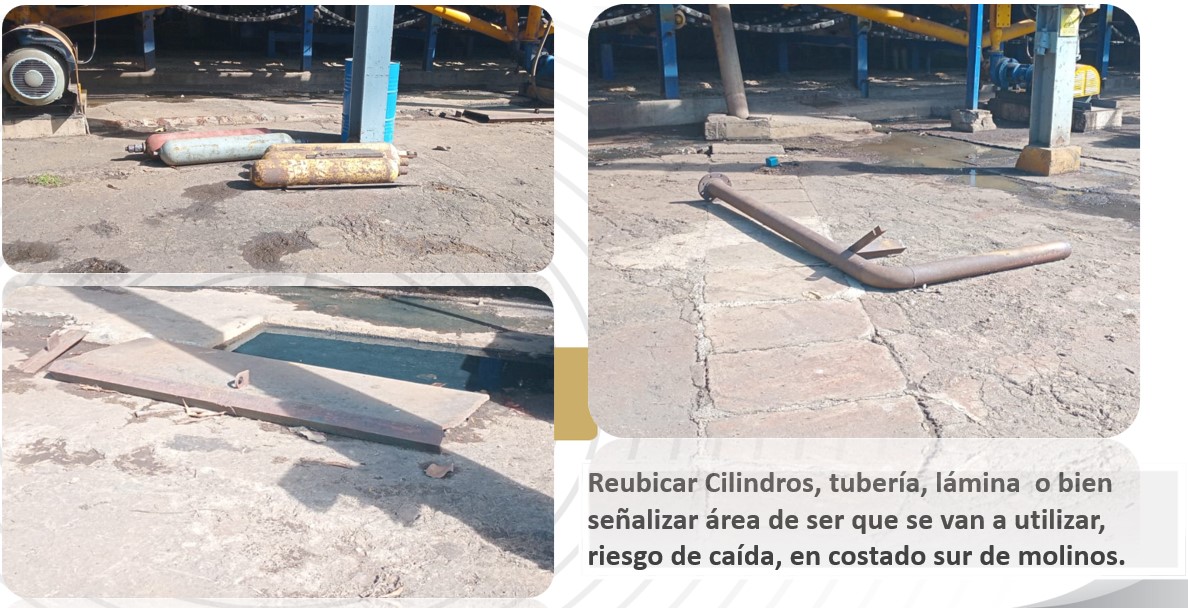 Reubicar Cilindros, tubería, lámina o bien
señalizar área de ser que se van a utilizar,
riesgo de caída, en costado sur de molinos.